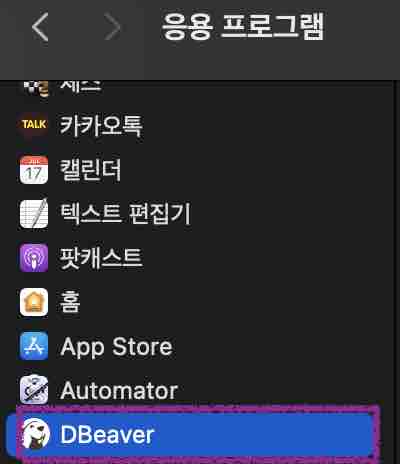 응용 프로그램
체스
TALK
카카오톡
JUL
17
캘린더
텍스트 편집기
팟캐스트
홈
App Store
Automator
DBeaver